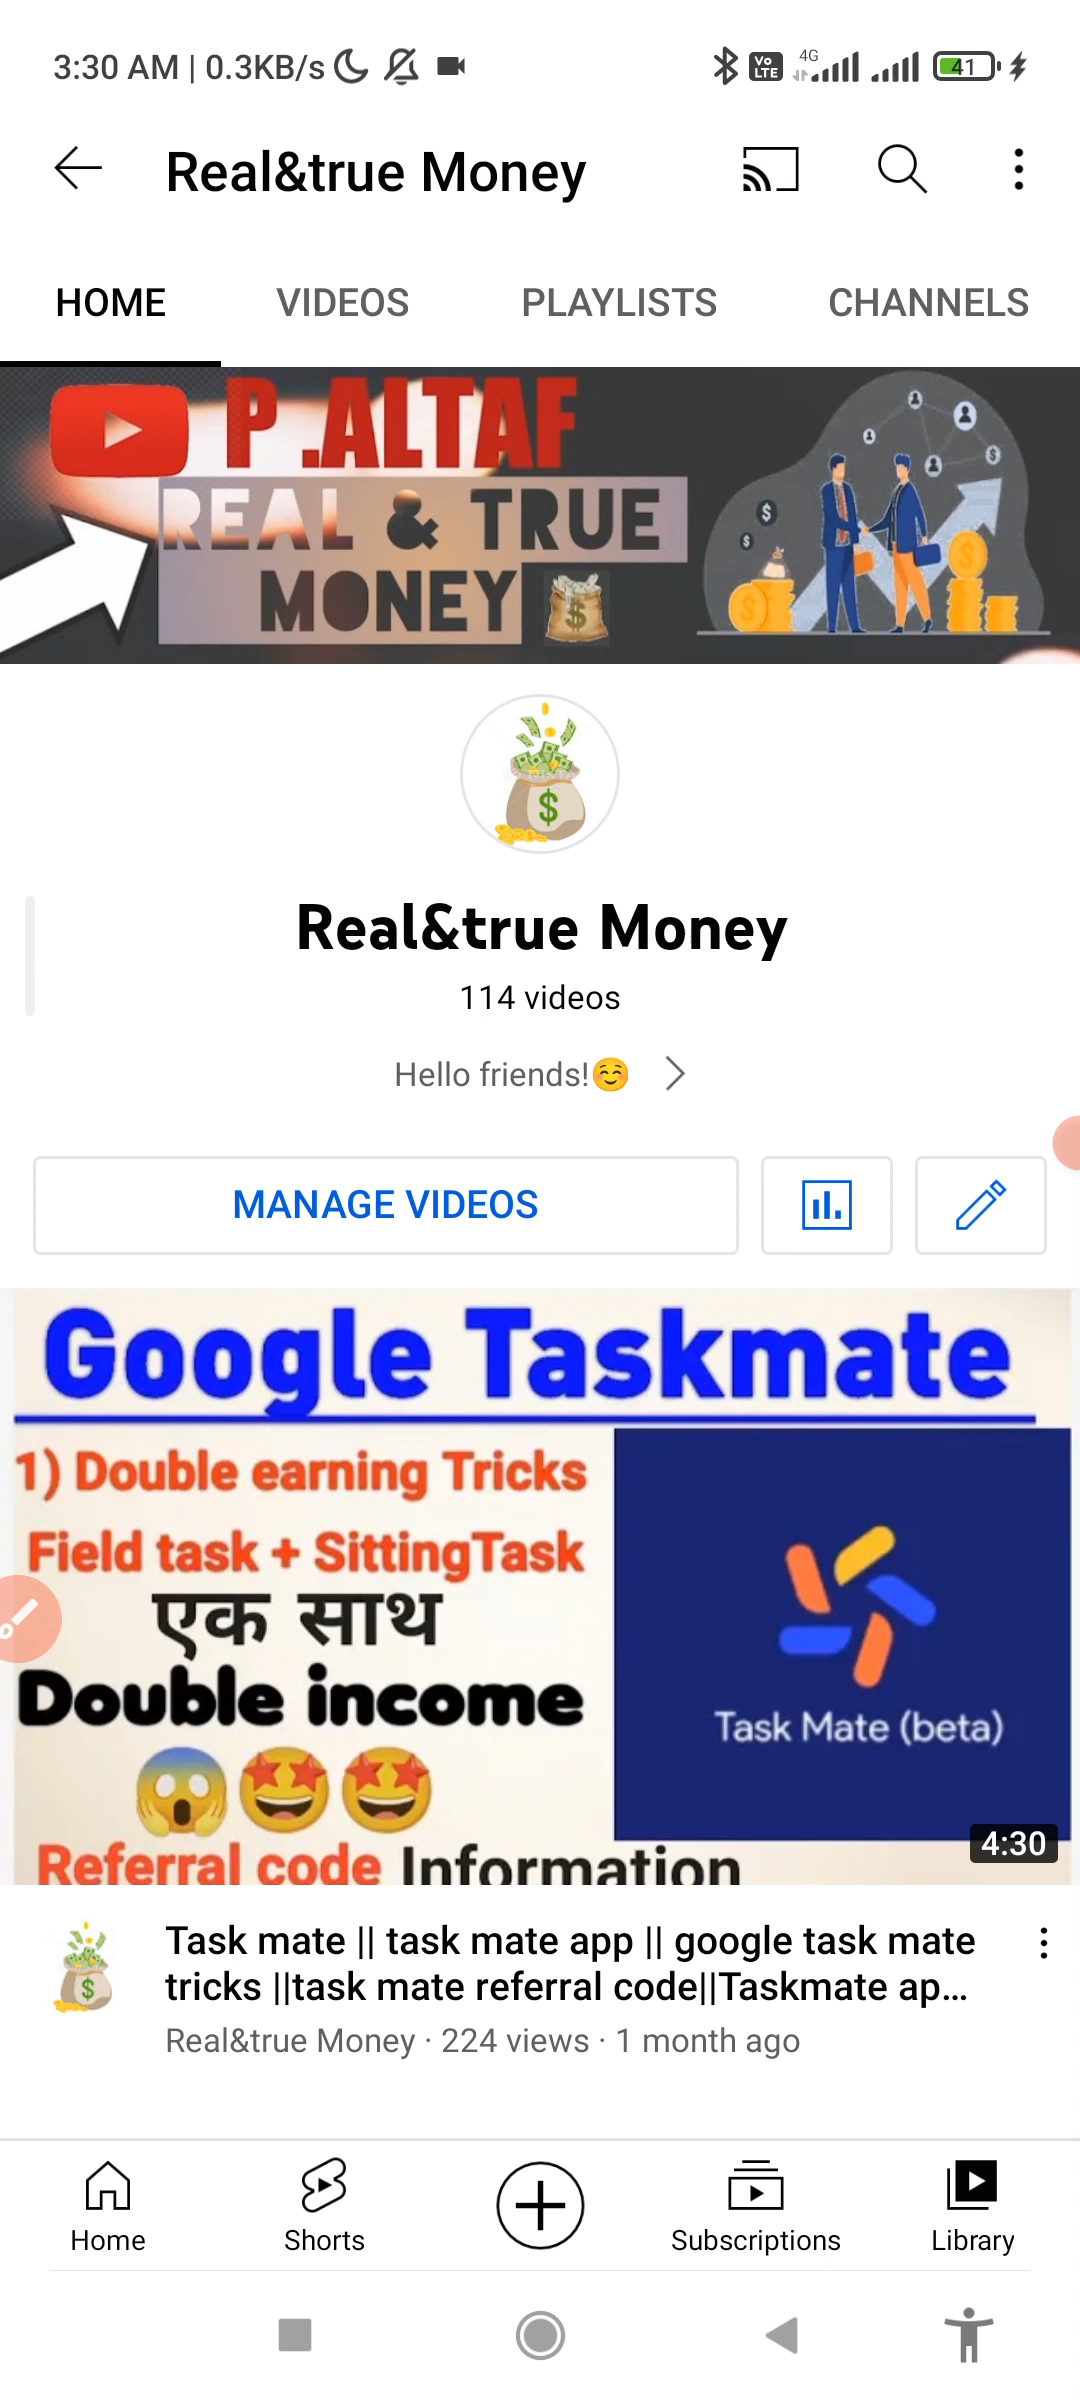 3:30 AM | 0.3KB/s
Vo LTE
4G
41
Real&true Money
HOME
VIDEOS
PLAYLISTS
CHANNELS
P .ALTAF
REAL & TRUE
MONEY
Real&true Money
114 videos
Hello friends!☺️
MANAGE VIDEOS
Google Taskmate
1) Double earning Tricks
Field task + SittingTask
एक साथ
Double income
😱🤩🤩
Referral code Information
Task Mate (beta)
4:30
Task mate || task mate app || google task mate
tricks ||task mate referral code||Taskmate ap...
Real&true Money · 224 views · 1 month ago
Home
Shorts
Subscriptions
Library